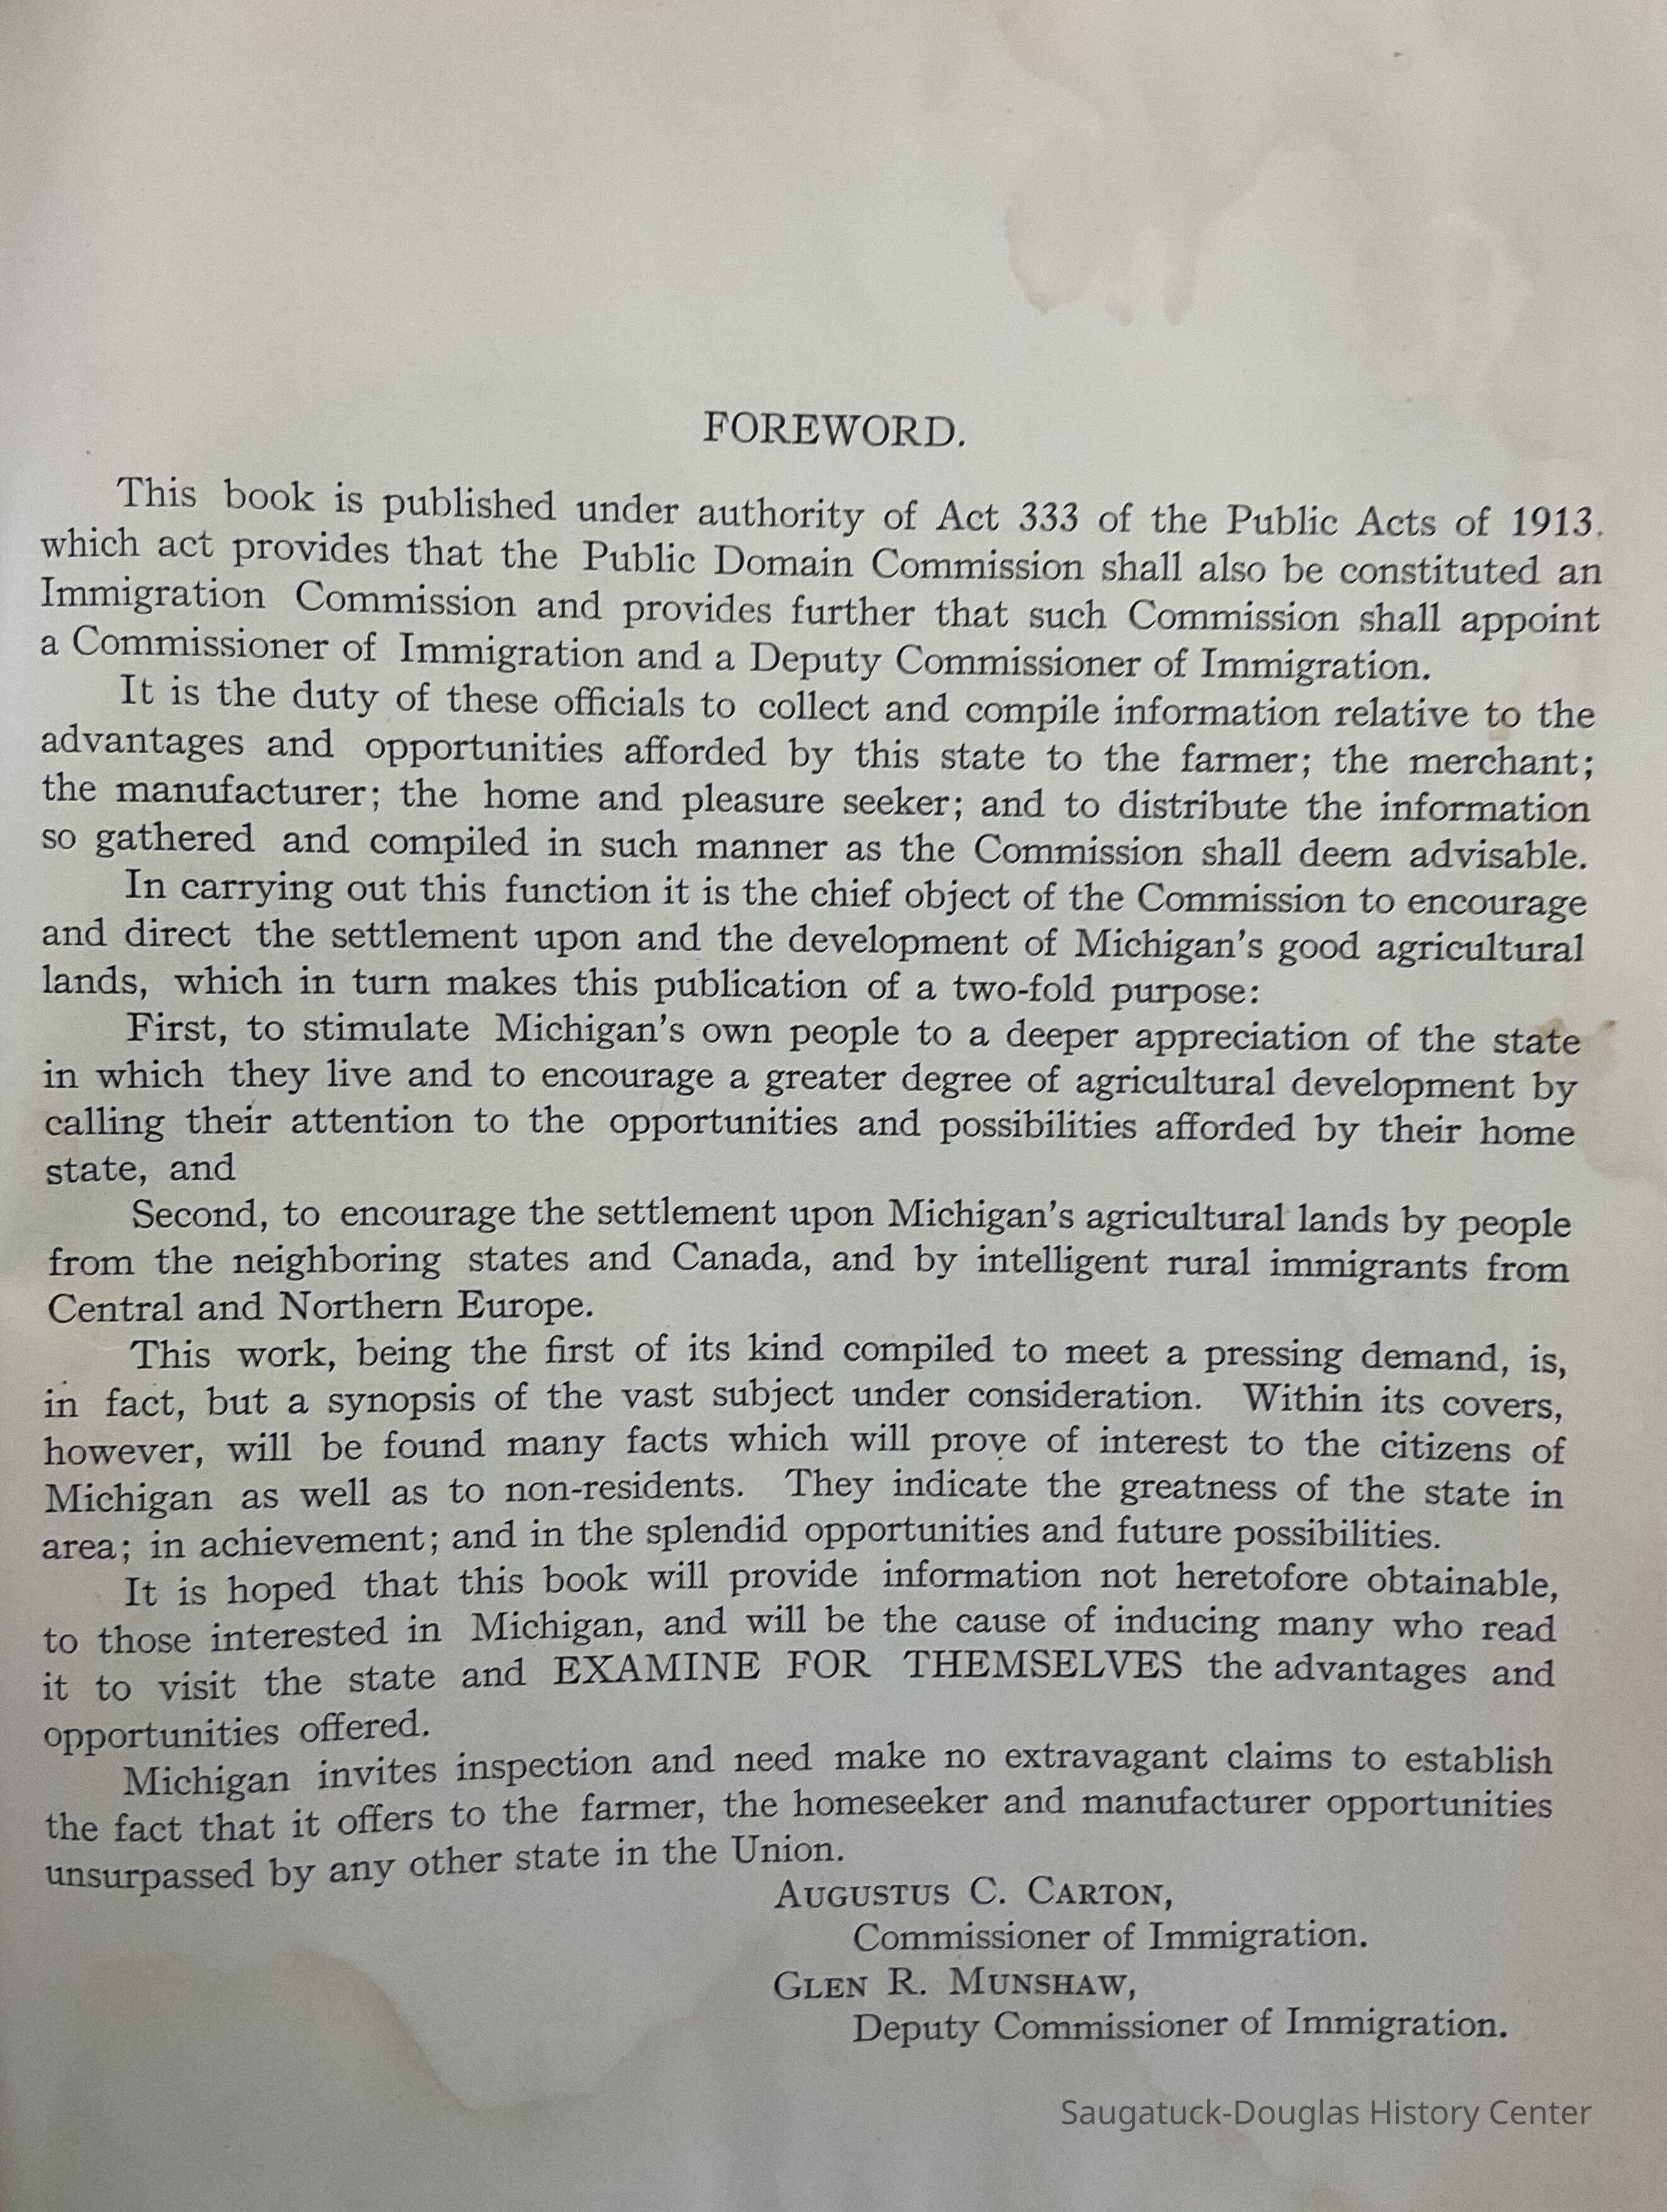 FOREWORD.
This book is published under authority of Act 333 of the Public Acts of 1913,
which act provides that the Public Domain Commission shall also be constituted an
Immigration Commission and provides further that such Commission shall appoint
a Commissioner of Immigration and a Deputy Commissioner of Immigration.
It is the duty of these officials to collect and compile information relative to the
advantages and opportunities afforded by this state to the farmer; the merchant;
the manufacturer; the home and pleasure seeker; and to distribute the information
so gathered and compiled in such manner as the Commission shall deem advisable.
In carrying out this function it is the chief object of the Commission to encourage
and direct the settlement upon and the development of Michigan's good agricultural
lands, which in turn makes this publication of a two-fold purpose:
First, to stimulate Michigan's own people to a deeper appreciation of the state
in which they live and to encourage a greater degree of agricultural development by
calling their attention to the opportunities and possibilities afforded by their home
state, and
Second, to encourage the settlement upon Michigan's agricultural lands by people
from the neighboring states and Canada, and by intelligent rural immigrants from
Central and Northern Europe.
This work, being the first of its kind compiled to meet a pressing demand, is,
in fact, but a synopsis of the vast subject under consideration. Within its covers,
however, will be found many facts which will prove of interest to the citizens of
Michigan as well as to non-residents. They indicate the greatness of the state in
area; in achievement; and in the splendid opportunities and future possibilities.
It is hoped that this book will provide information not heretofore obtainable,
to those interested in Michigan, and will be the cause of inducing many who read
it to visit the state and EXAMINE FOR THEMSELVES the advantages and
opportunities offered.
Michigan invites inspection and need make no extravagant claims to establish
the fact that it offers to the farmer, the homeseeker and manufacturer opportunities
unsurpassed by any other state in the Union.
AUGUSTUS C. CARTON,
Commissioner of Immigration.
GLEN R. MUNSHAW,
Deputy Commissioner of Immigration.
Saugatuck-Douglas History Center